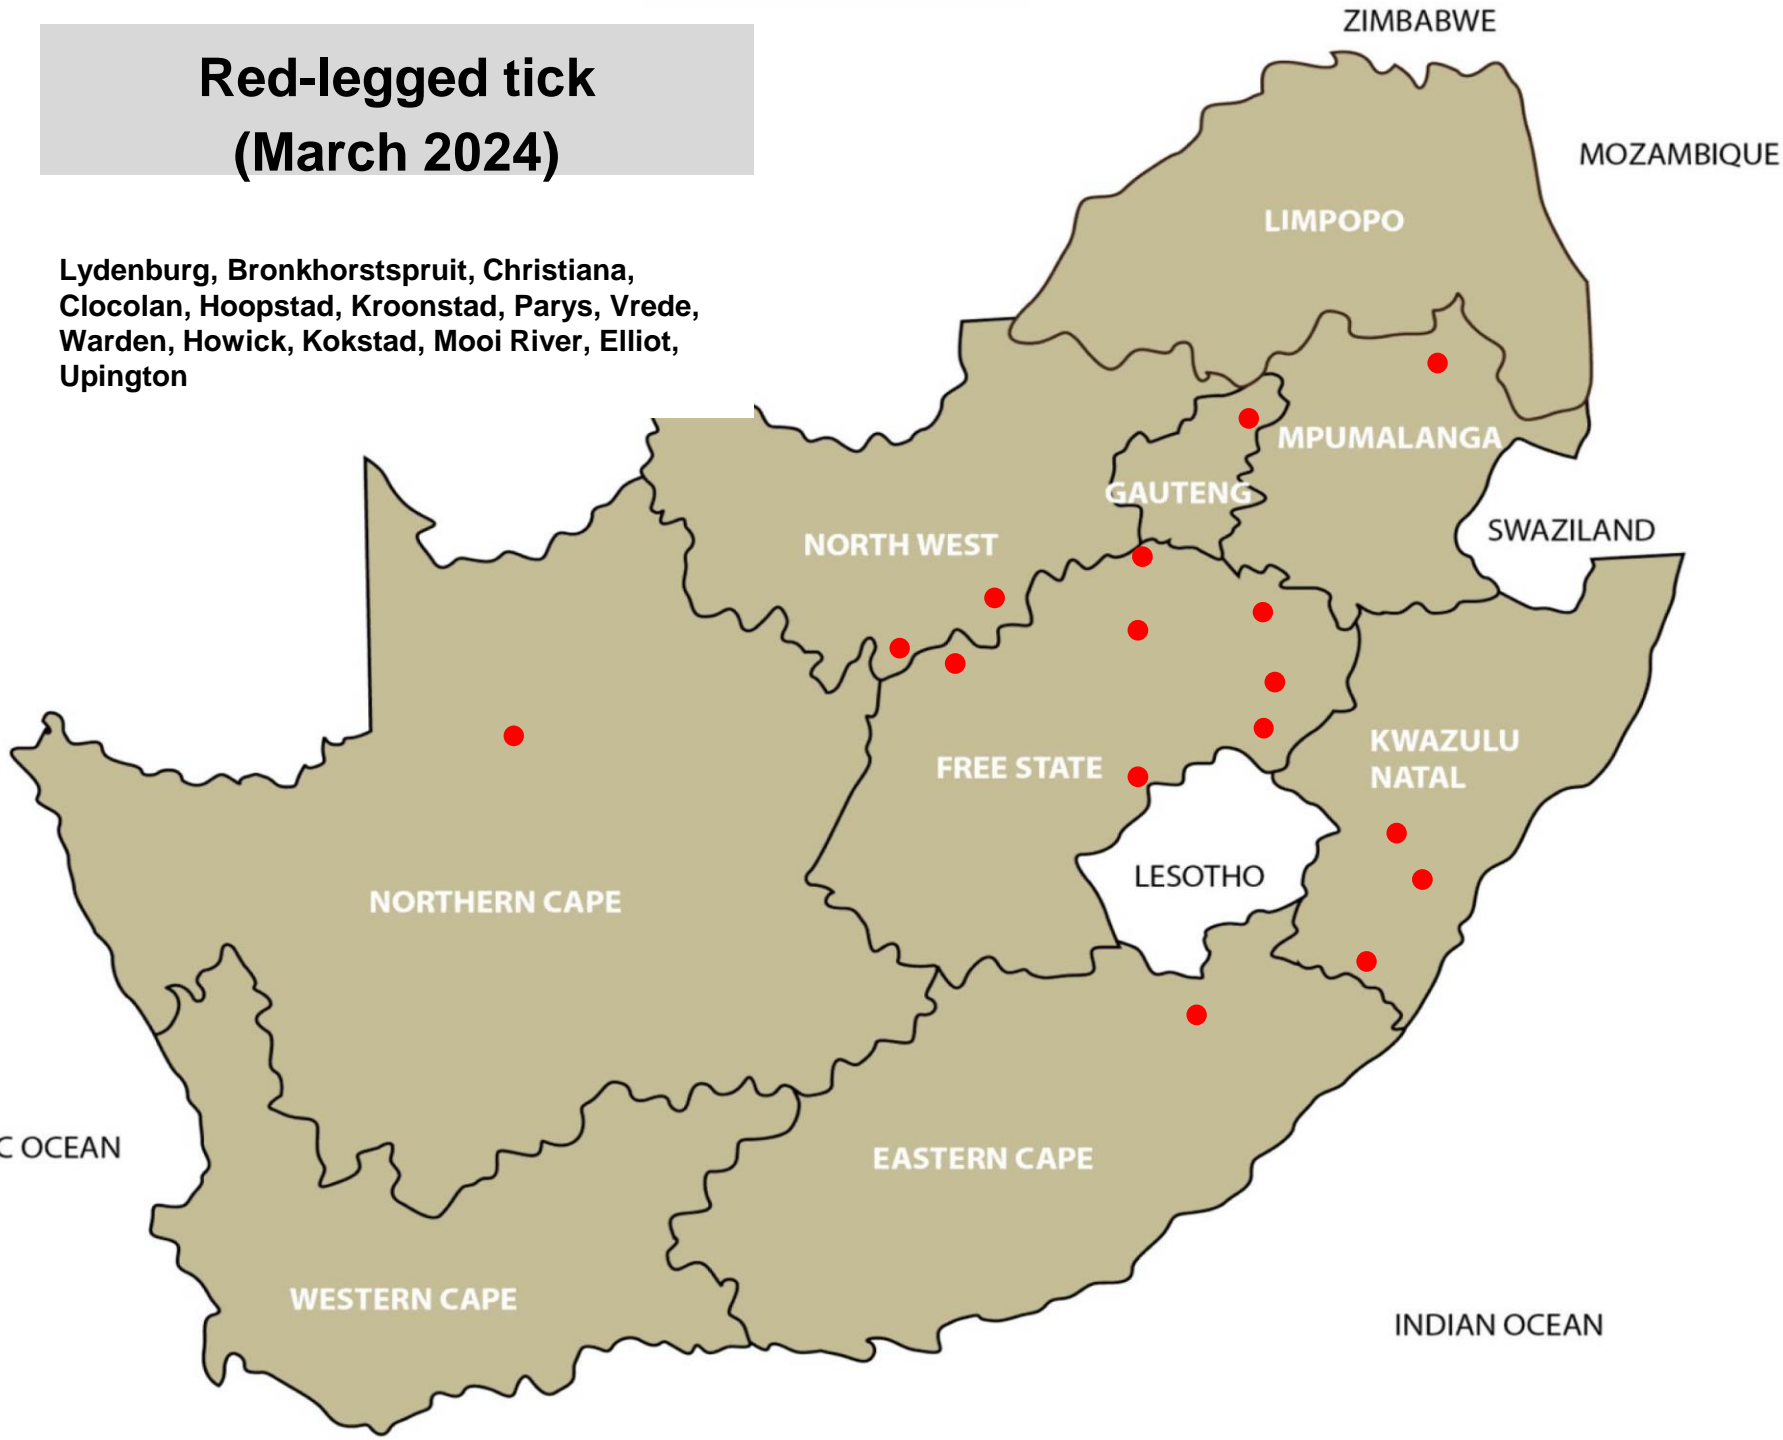 Red-legged tick
(March 2024)
Lydenburg, Bronkhorstspruit, Christiana,
Clocolan, Hoopstad, Kroonstad, Parys, Vrede,
Warden, Howick, Kokstad, Mooi River, Elliot,
Upington
ZIMBABWE
MOZAMBIQUE
LIMPOPO
MPUMALANGA
GAUTENG
SWAZILAND
NORTH WEST
KWAZULU
NATAL
FREE STATE
LESOTHO
NORTHERN CAPE
C OCEAN
EASTERN CAPE
WESTERN CAPE
INDIAN OCEAN